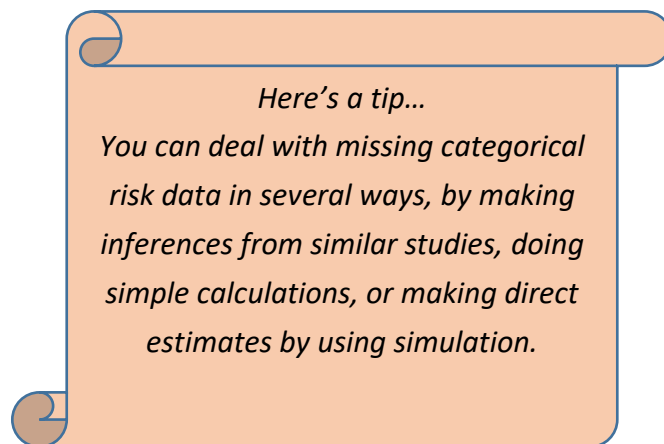 Here’s a tip…
You can deal with missing categorical
risk data in several ways, by making
inferences from similar studies, doing
simple calculations, or making direct
estimates by using simulation.